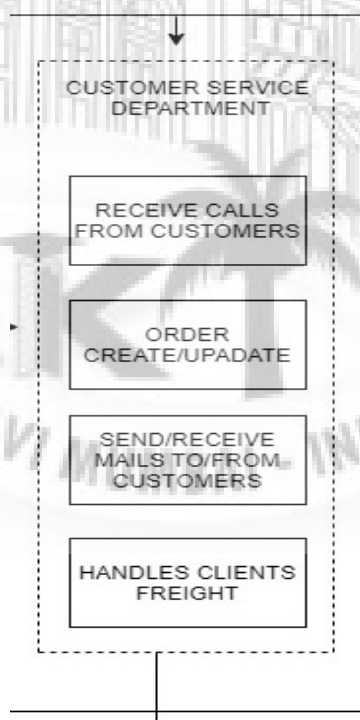 CUSTOMER SERVICE
DEPARTMENT
RECEIVE CALLS
FROM CUSTOMERS
ORDER
CREATE/UPADATE
SEND/RECEIVE
MAILS TO/FROM
CUSTOMERS
HANDLES CLIENTS
FREIGHT